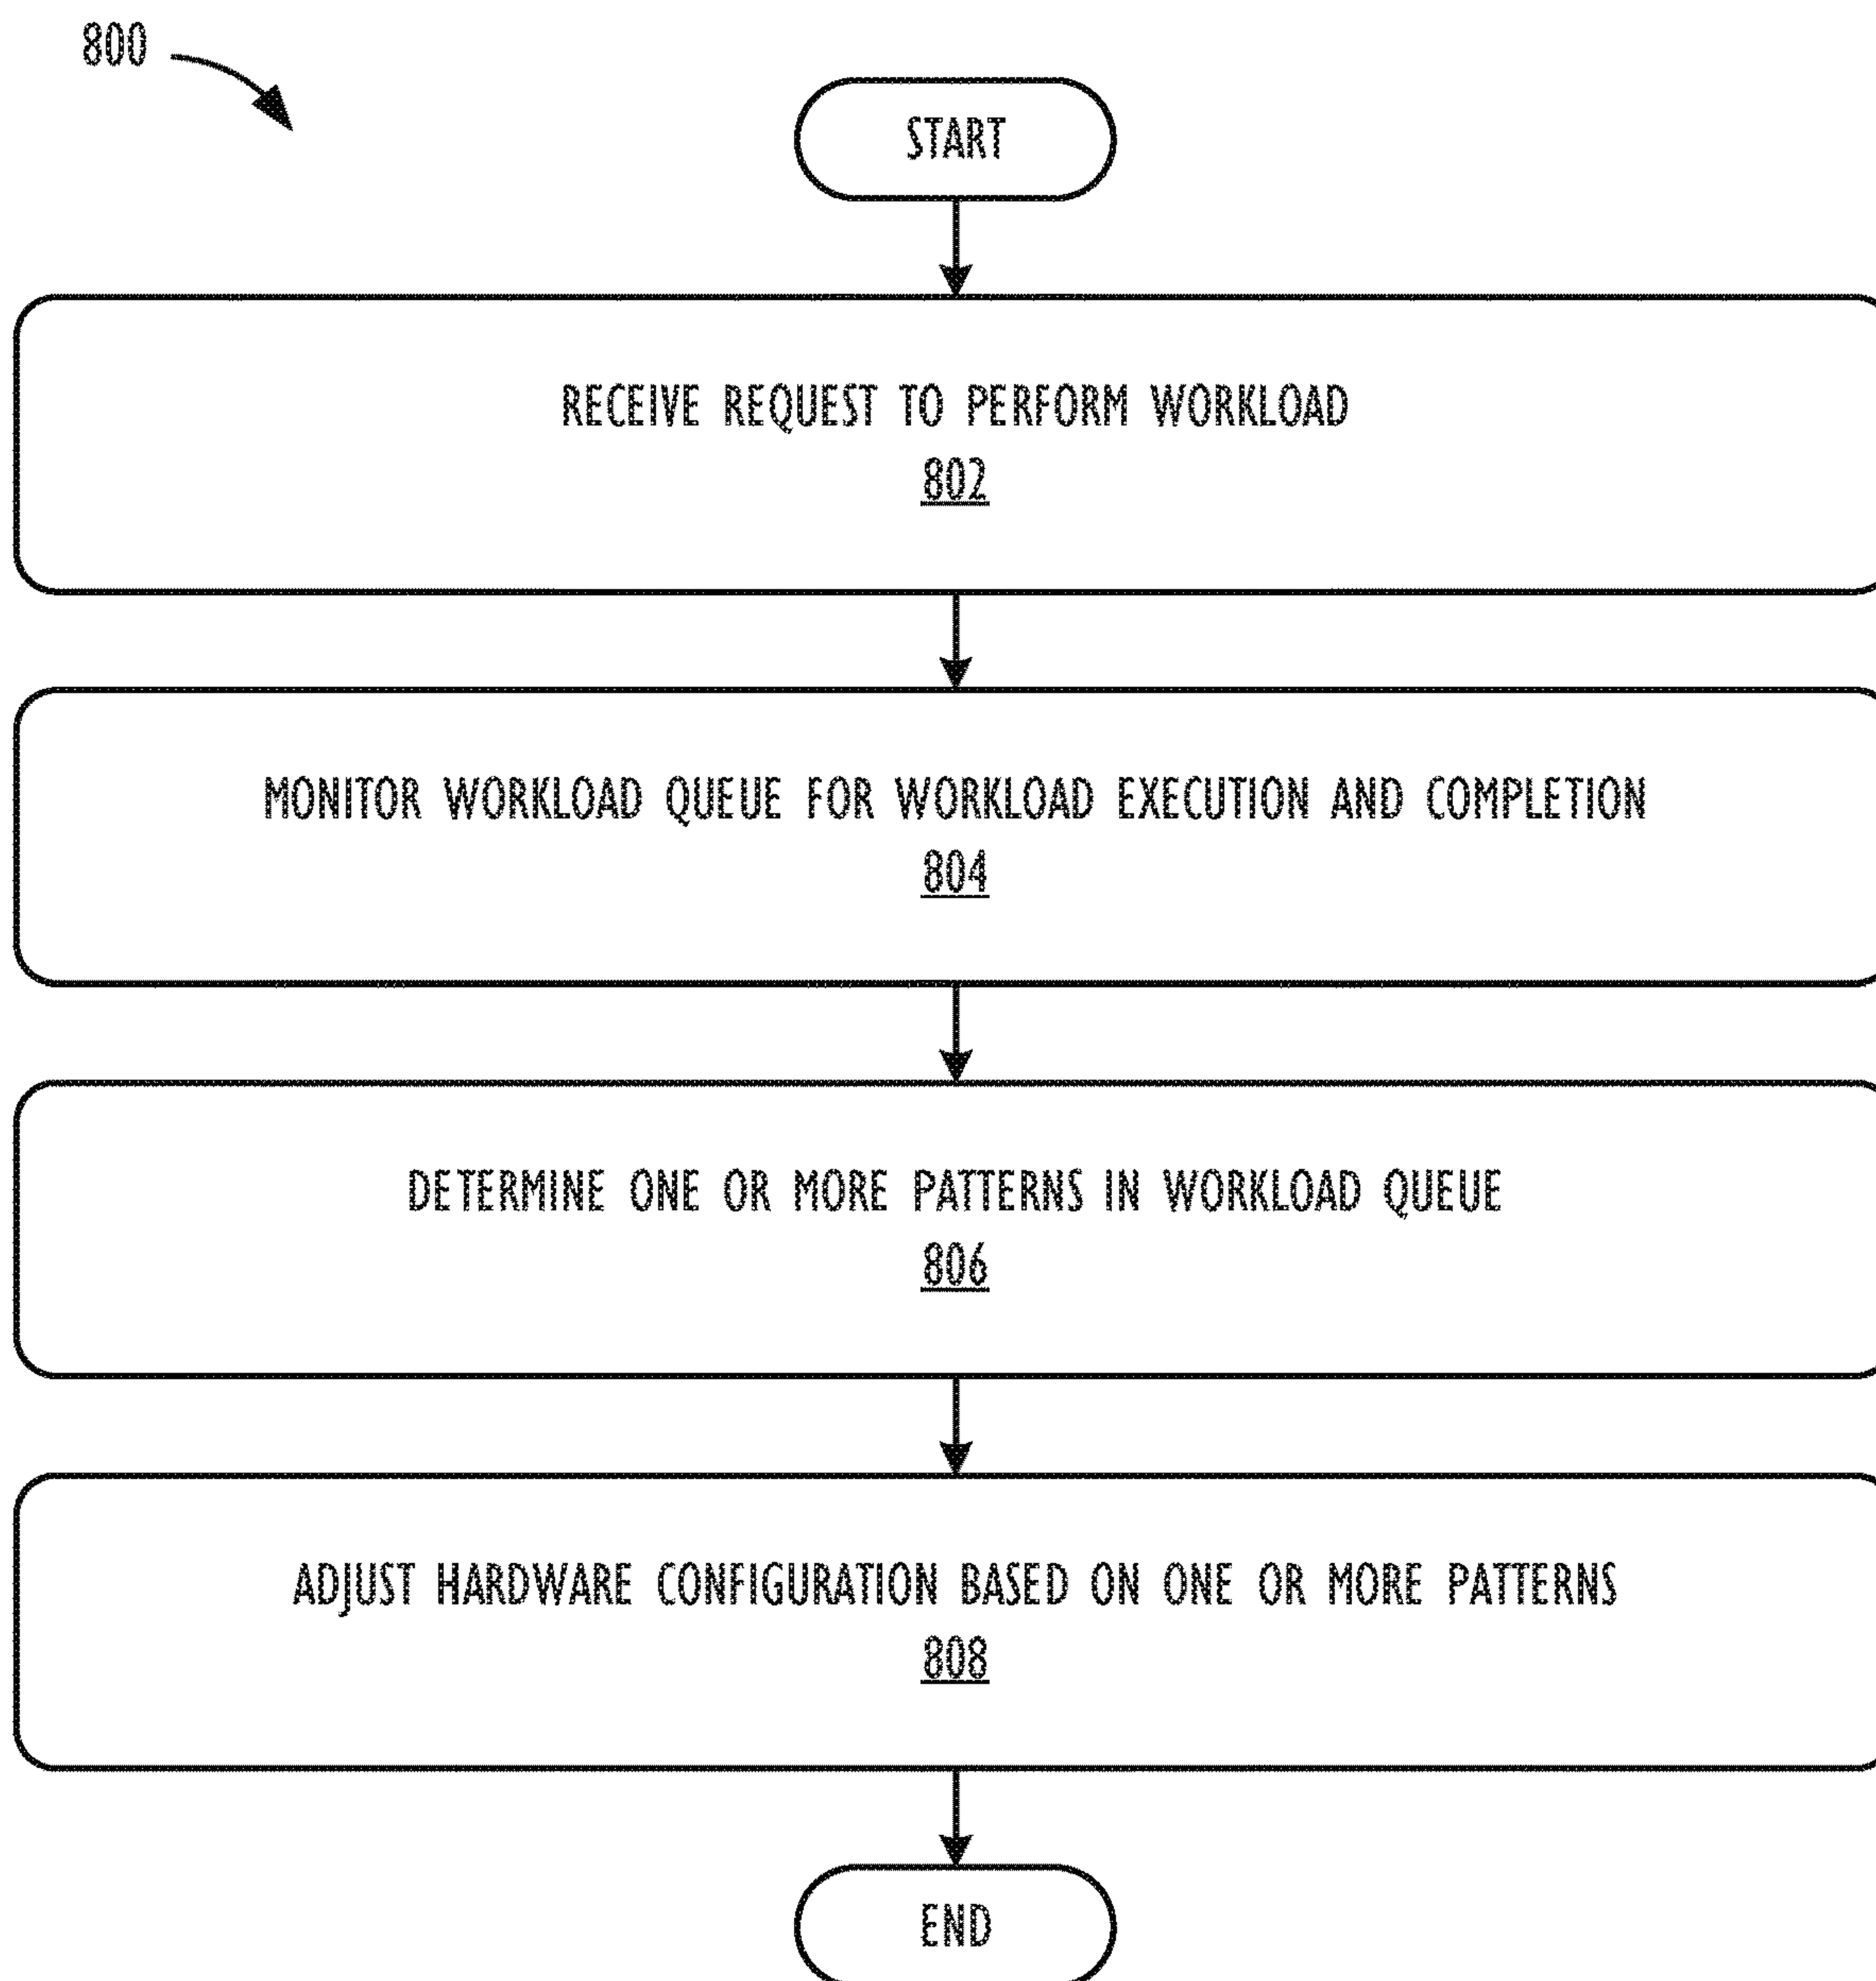 800
START
RECEIVE REQUEST TO PERFORM WORKLOAD
802
MONITOR WORKLOAD QUEUE FOR WORKLOAD EXECUTION AND COMPLETION
804
DETERMINE ONE OR MORE PATTERNS IN WORKLOAD QUEUE
806
ADJUST HARDWARE CONFIGURATION BASED ON ONE OR MORE PATTERNS
808
END